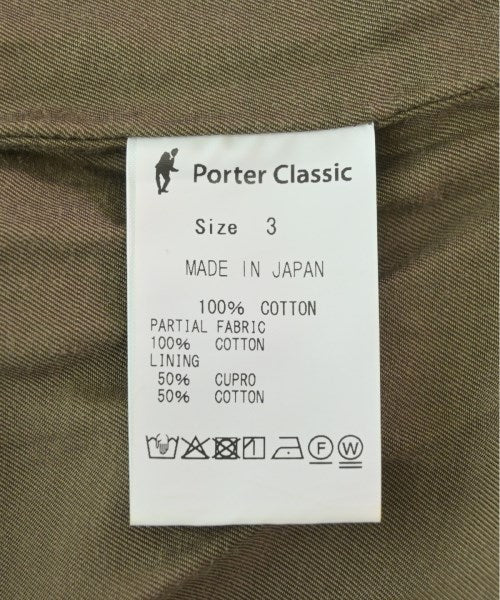 Porter Classic
Size 3
MADE IN JAPAN
100% COTTON
PARTIAL FABRIC
100% COTTON
LINING
50% CUPRO
50% COTTON
F W